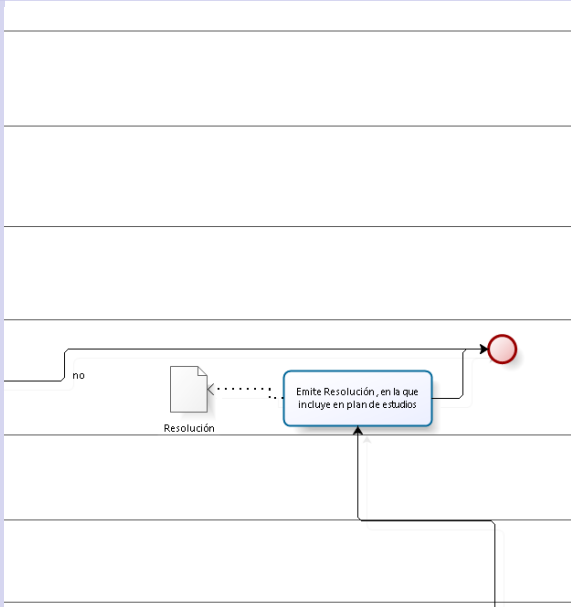 no
Emite Resolución, en la que
incluye en plan de estudios
Resolución